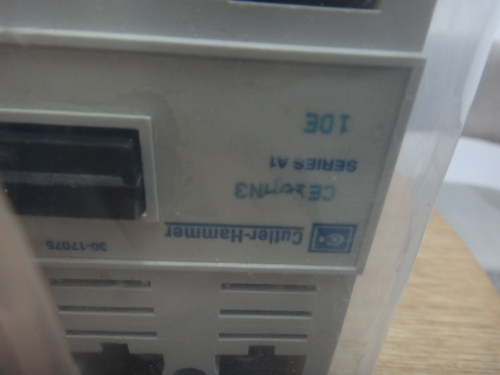 Cutler-Hammer
30-17075
SERIES A1
10E